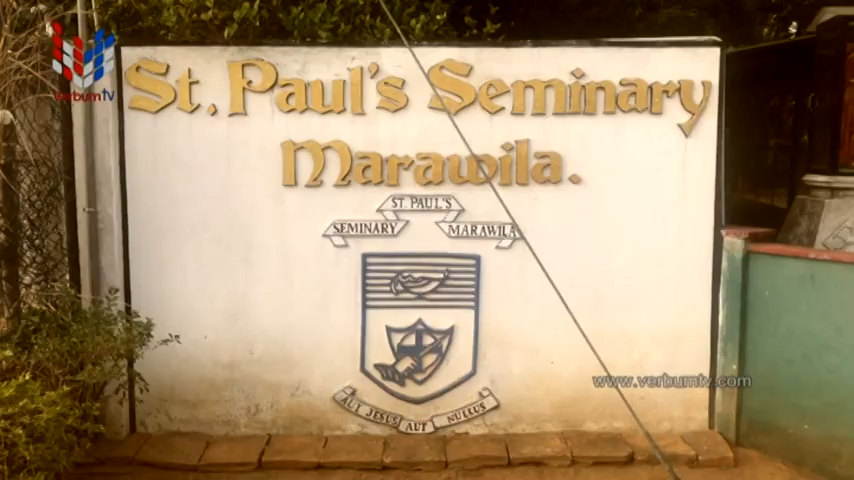 VerbumTV
St. Paul's Seminary
Marawila.
ST. PAUL'S
SEMINARY MARAWILA
www.verbumtv.com
AUT JESUS AUT NULLUS